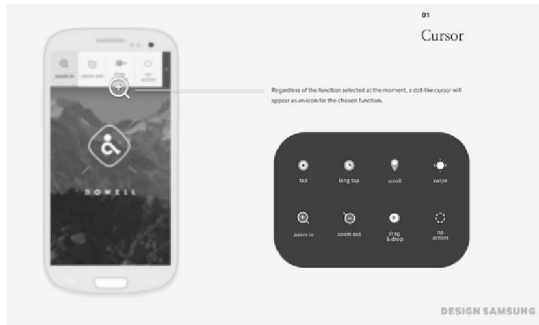 01
Cursor
zoom in
zoom out
drag
no
action
Regardless of the function selected at the moment, a dot-like cursor will
appear as an icon for the chosen function.
DOWELL
tap
long tap
scroll
swipe
zoom in
zoom out
drag
& drop
no
action
DESIGN SAMSUNG